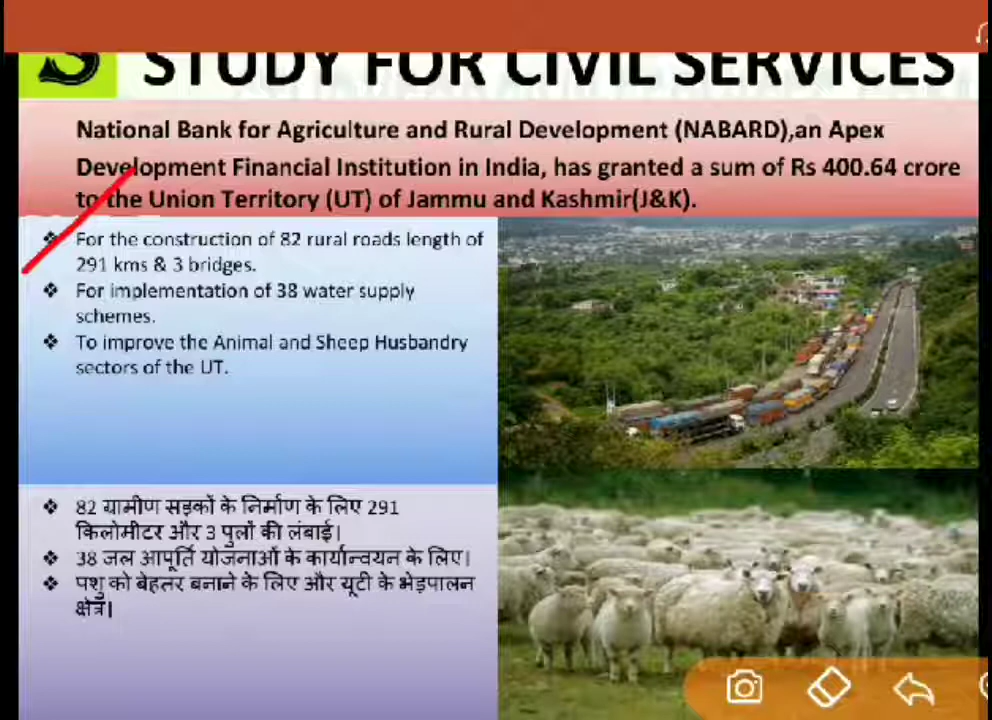 STUDY FOR CIVIL SERVICES
National Bank for Agriculture and Rural Development (NABARD),an Apex
Development Financial Institution in India, has granted a sum of Rs 400.64 crore
to the Union Territory (UT) of Jammu and Kashmir(J&K).
❖ For the construction of 82 rural roads length of
291 kms & 3 bridges.
❖ For implementation of 38 water supply
schemes.
❖ To improve the Animal and Sheep Husbandry
sectors of the UT.
❖ 82 ग्रामीण सड़कों के निर्माण के लिए 291
किलोमीटर और 3 पुलों की लंबाई।
❖ 38 जल आपूर्ति योजनाओं के कार्यान्वयन के लिए।
❖ पशु को बेहतर बनाने के लिए और यूटी के भेड़पालन
क्षेत्र।